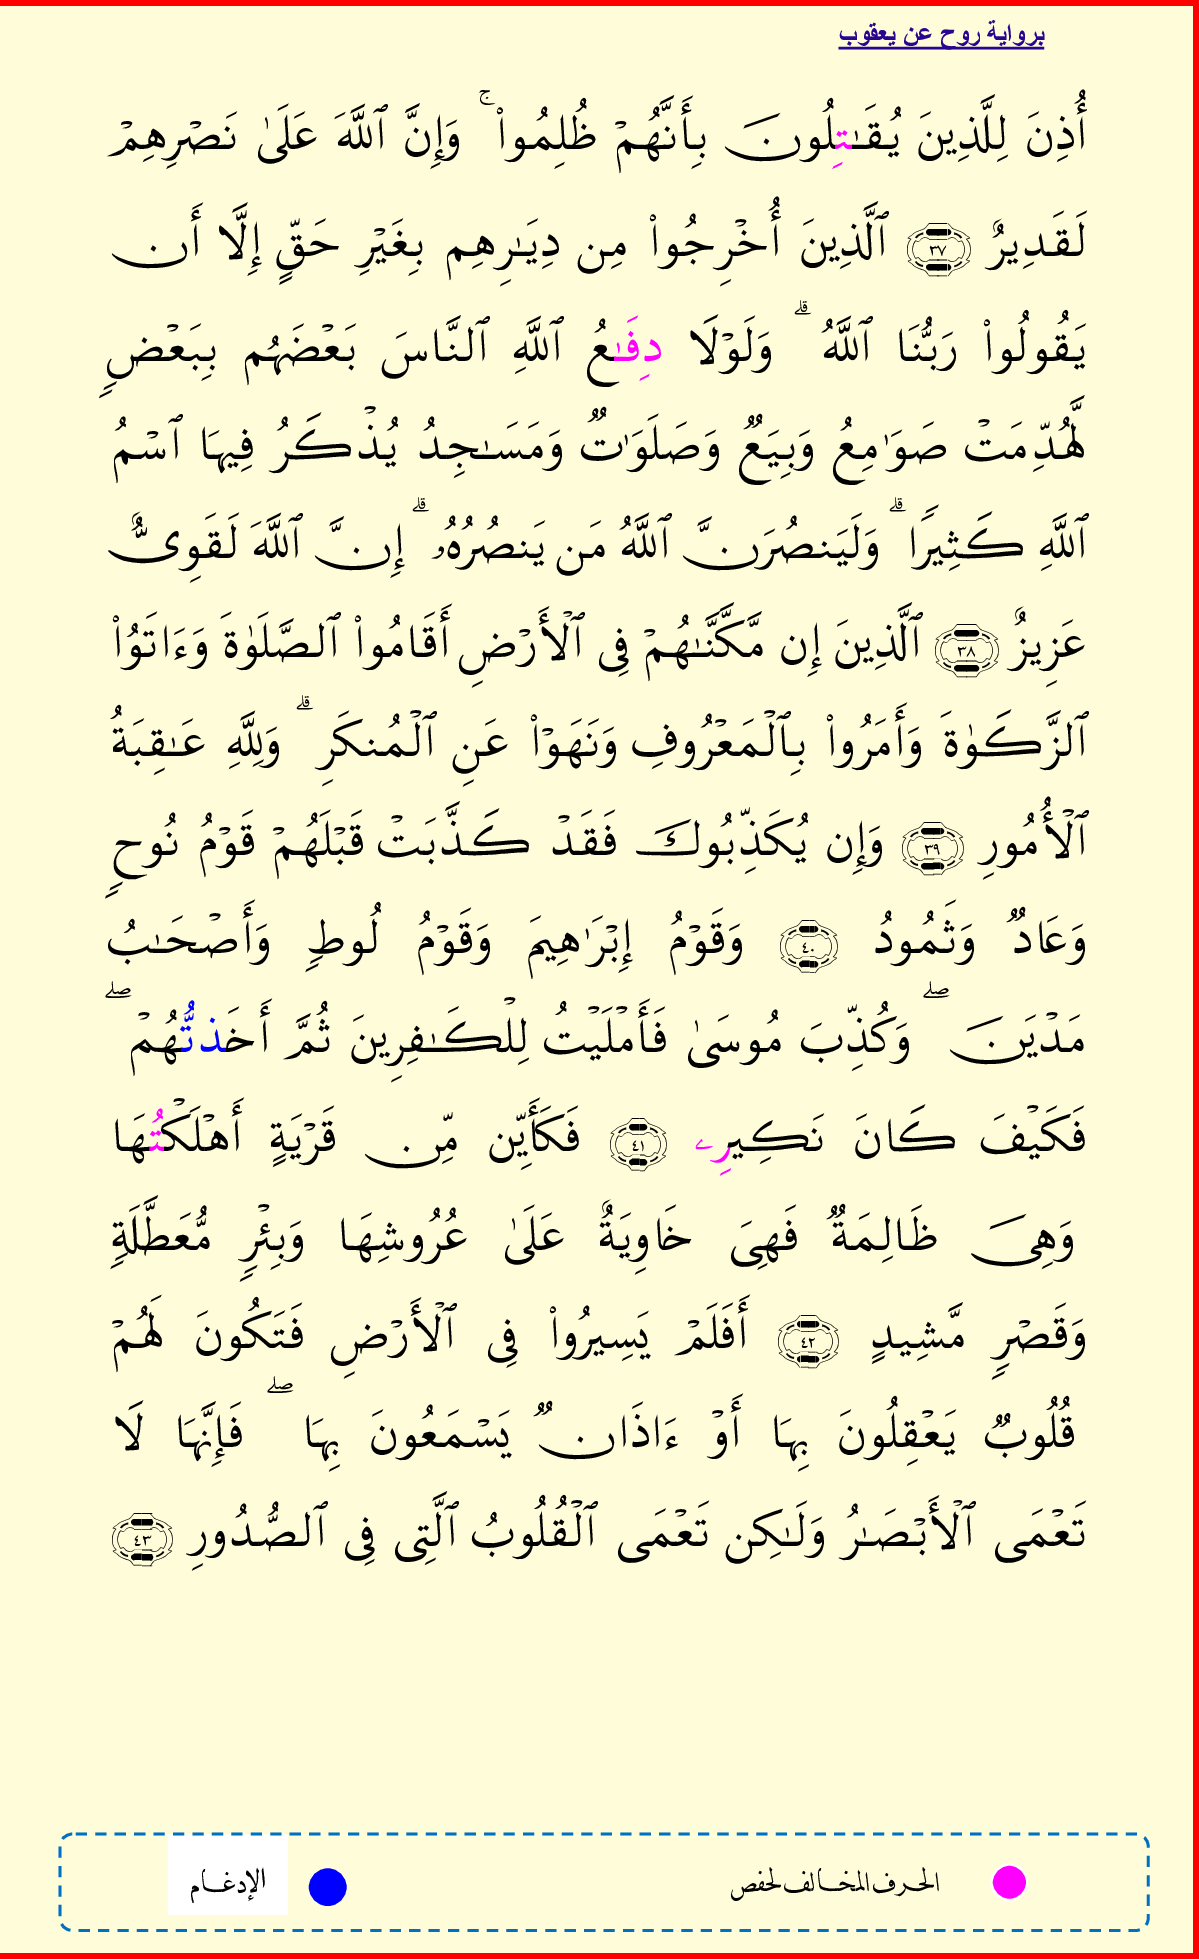 برواية روح عن يعقوب
أُذِنَ لِلَّذِينَ يُقَـٰتِلُونَ بِأَنَّهُمْ ظُلِمُوا۟ ۚ وَإِنَّ ٱللَّهَ عَلَىٰ نَصْرِهِمْ
لَقَدِيرٌ ٣٧ ٱلَّذِينَ أُخْرِجُوا۟ مِن دِيَـٰرِهِم بِغَيْرِ حَقٍّ إِلَّا أَن
يَقُولُوا۟ رَبُّنَا ٱللَّهُ ۗ وَلَوْلَا دِفَـٰعُ ٱللَّهِ ٱلنَّاسَ بَعْضَهُم بِبَعْضٍ
لَّهُدِّمَتْ صَوَٰمِعُ وَبِيَعٌ وَصَلَوَٰتٌ وَمَسَـٰجِدُ يُذْكَرُ فِيهَا ٱسْمُ
ٱللَّهِ كَثِيرًا ۗ وَلَيَنصُرَنَّ ٱللَّهُ مَن يَنصُرُهُۥ ۗ إِنَّ ٱللَّهَ لَقَوِىٌّ
عَزِيزٌ ٣٨ ٱلَّذِينَ إِن مَّكَّنَّـٰهُمْ فِى ٱلْأَرْضِ أَقَامُوا۟ ٱلصَّلَوٰةَ وَءَاتَوُا۟
ٱلزَّكَوٰةَ وَأَمَرُوا۟ بِٱلْمَعْرُوفِ وَنَهَوْا۟ عَنِ ٱلْمُنكَرِ ۗ وَلِلَّهِ عَـٰقِبَةُ
ٱلْأُمُورِ ٣٩ وَإِن يُكَذِّبُوكَ فَقَدْ كَذَّبَتْ قَبْلَهُمْ قَوْمُ نُوحٍ
وَعَادٌ وَثَمُودُ ٤٠ وَقَوْمُ إِبْرَٰهِيمَ وَقَوْمُ لُوطٍ وَأَصْحَـٰبُ
مَدْيَنَ ۖ وَكُذِّبَ مُوسَىٰ فَأَمْلَيْتُ لِلْكَـٰفِرِينَ ثُمَّ أَخَذتُّهُمْ ۖ
فَكَيْفَ كَانَ نَكِيرِۦ ٤١ فَكَأَيِّن مِّن قَرْيَةٍ أَهْلَكْتُهَا
وَهِىَ ظَالِمَةٌ فَهِىَ خَاوِيَةٌ عَلَىٰ عُرُوشِهَا وَبِئْرٍ مُّعَطَّلَةٍ
وَقَصْرٍ مَّشِيدٍ ٤٢ أَفَلَمْ يَسِيرُوا۟ فِى ٱلْأَرْضِ فَتَكُونَ لَهُمْ
قُلُوبٌ يَعْقِلُونَ بِهَا أَوْ ءَاذَانٌ يَسْمَعُونَ بِهَا ۖ فَإِنَّهَا لَا
تَعْمَى ٱلْأَبْصَـٰرُ وَلَـٰكِن تَعْمَى ٱلْقُلُوبُ ٱلَّتِى فِى ٱلصُّدُورِ ٤٣
الحرف المخالف لحفص
الإدغام